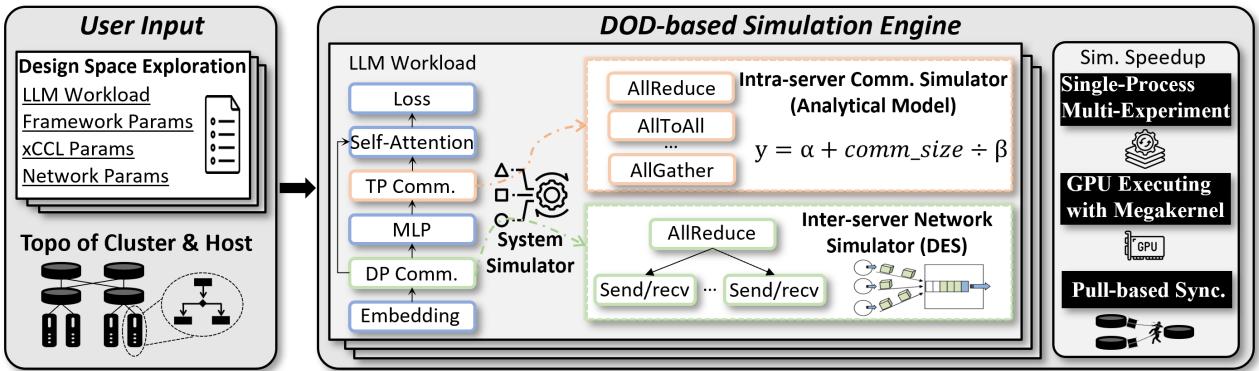 User Input
Design Space Exploration
LLM Workload
Framework Params
xCCL Params
Network Params
Topo of Cluster & Host
DOD-based Simulation Engine
LLM Workload
Loss
Self-Attention
TP Comm.
MLP
DP Comm.
Embedding
System
Simulator
AllReduce
AllToAll
...
AllGather
Intra-server Comm. Simulator
(Analytical Model)
y = α + comm_size ÷ β
Inter-server Network
Simulator (DES)
AllReduce
Send/recv ... Send/recv
Sim. Speedup
Single-Process
Multi-Experiment
GPU Executing
with Megakernel
GPU
Pull-based Sync.